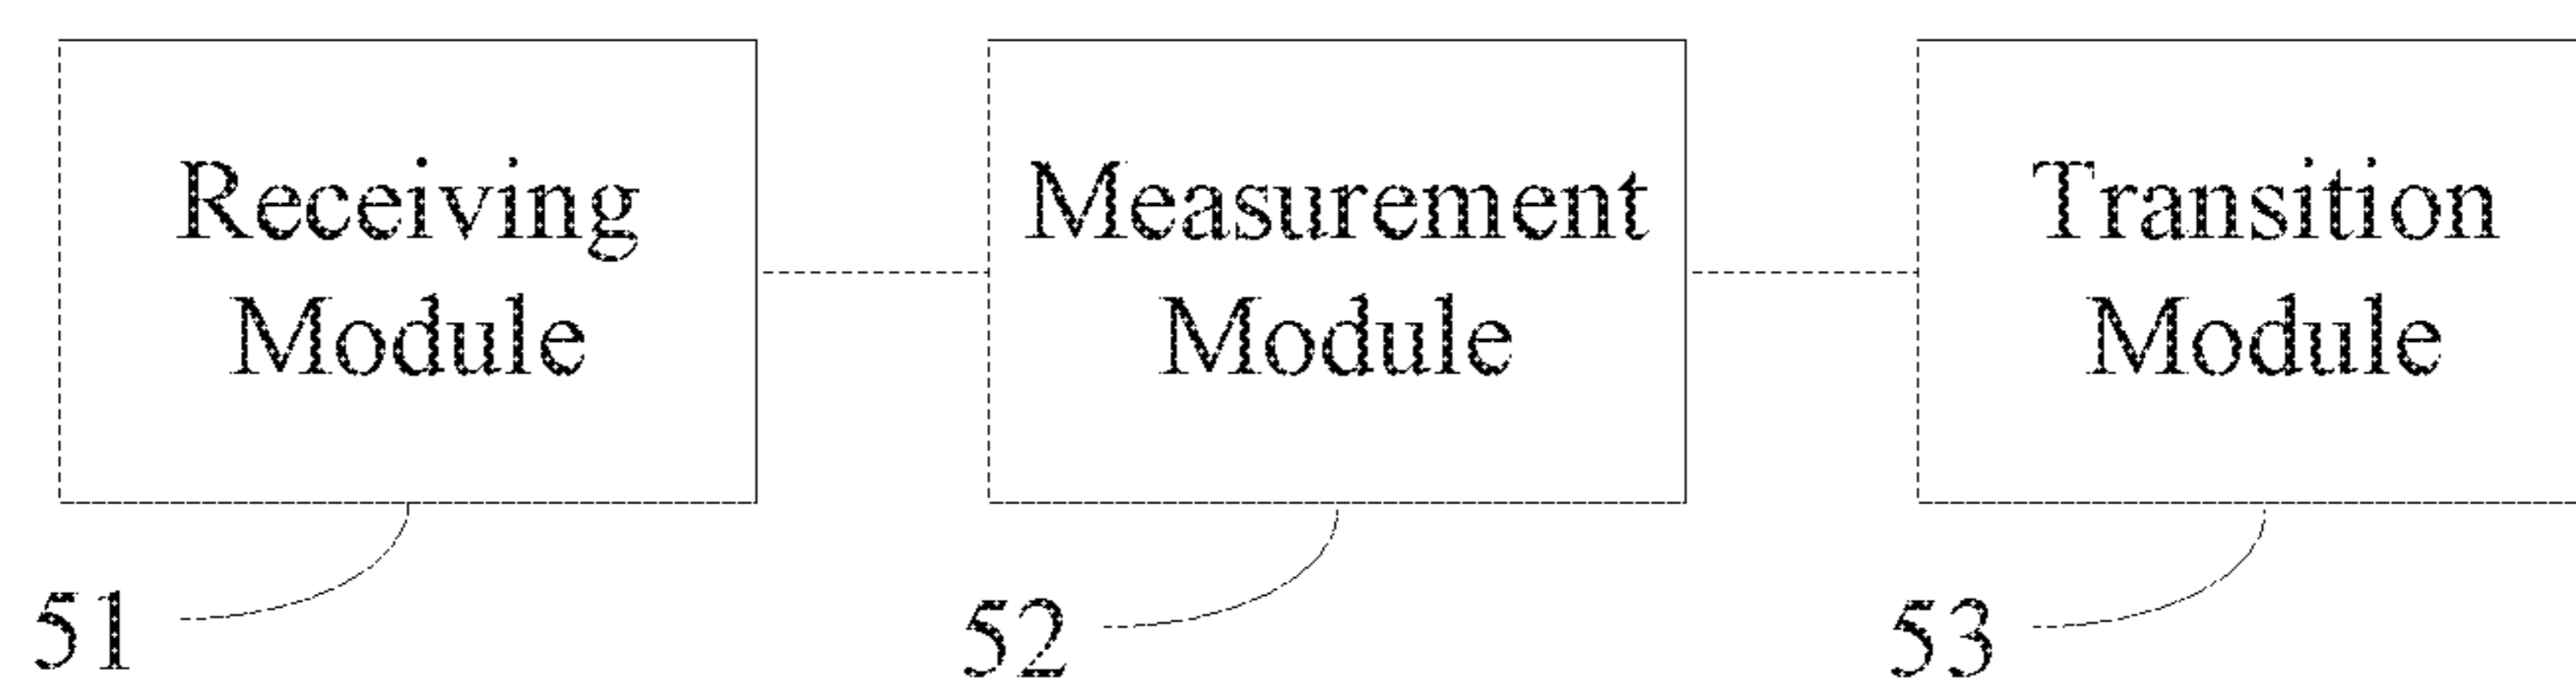 Receiving
Module
Measurement
Module
Transition
Module
51
52
53